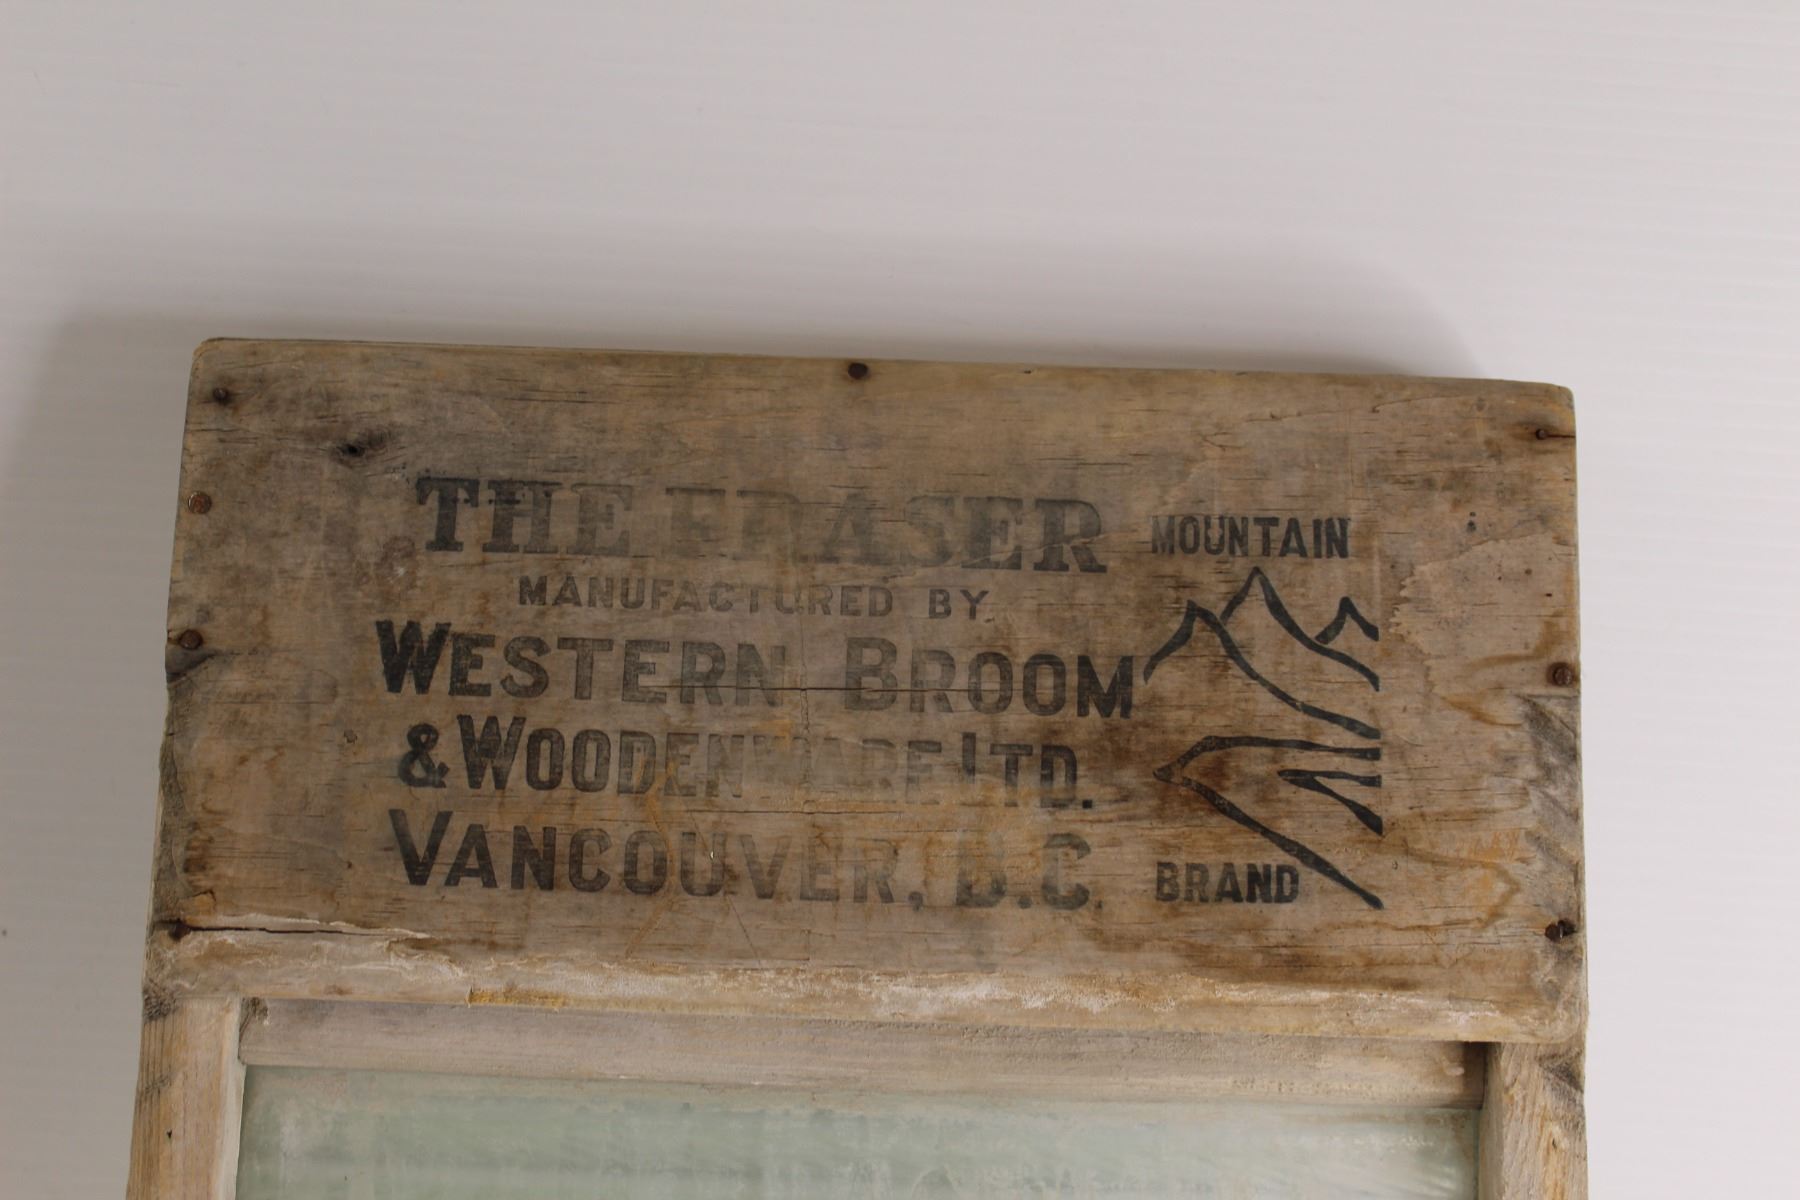 THE FRASER
MANUFACTURED BY
WESTERN BROOM
& WOODENWARE LTD.
VANCOUVER, B.C.
MOUNTAIN
BRAND